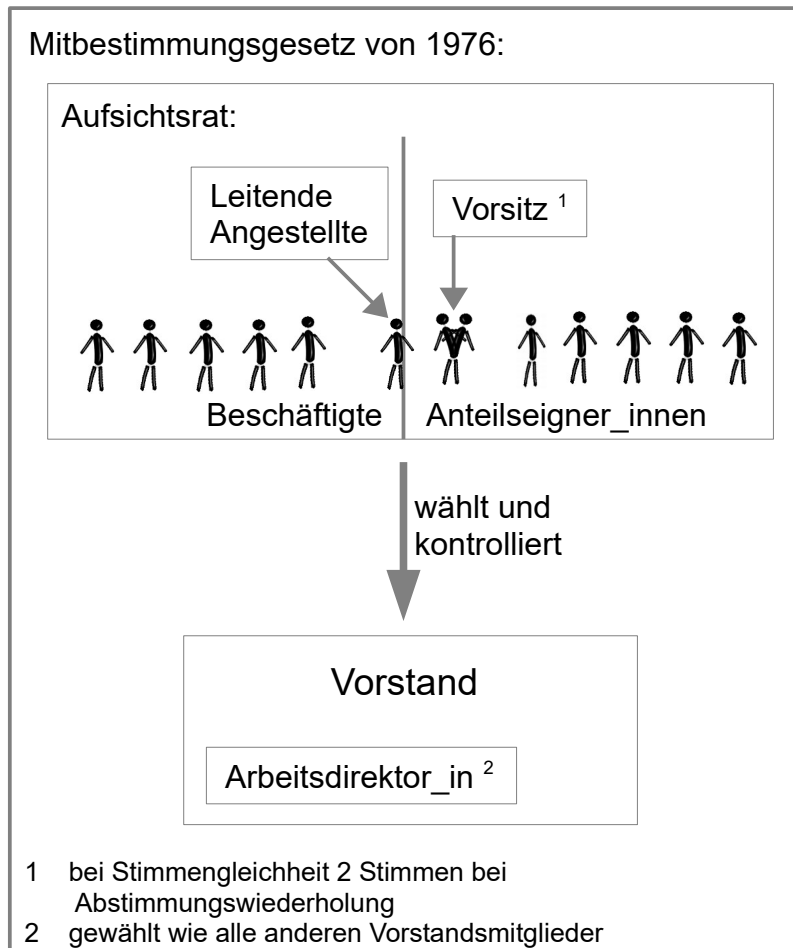 Mitbestimmungsgesetz von 1976:
Aufsichtsrat:
Leitende
Angestellte
Vorsitz ¹
Beschäftigte
Anteilseigner_innen
wählt und
kontrolliert
Vorstand
Arbeitsdirektor_in ²
1 bei Stimmengleichheit 2 Stimmen bei
Abstimmungswiederholung
2 gewählt wie alle anderen Vorstandsmitglieder